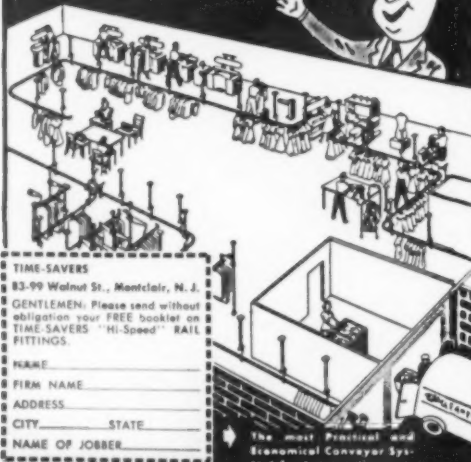 TIME-SAVERS
83-99 Walnut St., Montclair, N. J.
GENTLEMEN: Please send without
obligation your FREE booklet on
TIME-SAVERS "Hi-Speed" RAIL
FITTINGS.
NAME
FIRM NAME
ADDRESS
CITY STATE
NAME OF JOBBER
The most Practical and
Economical Conveyor Sys-